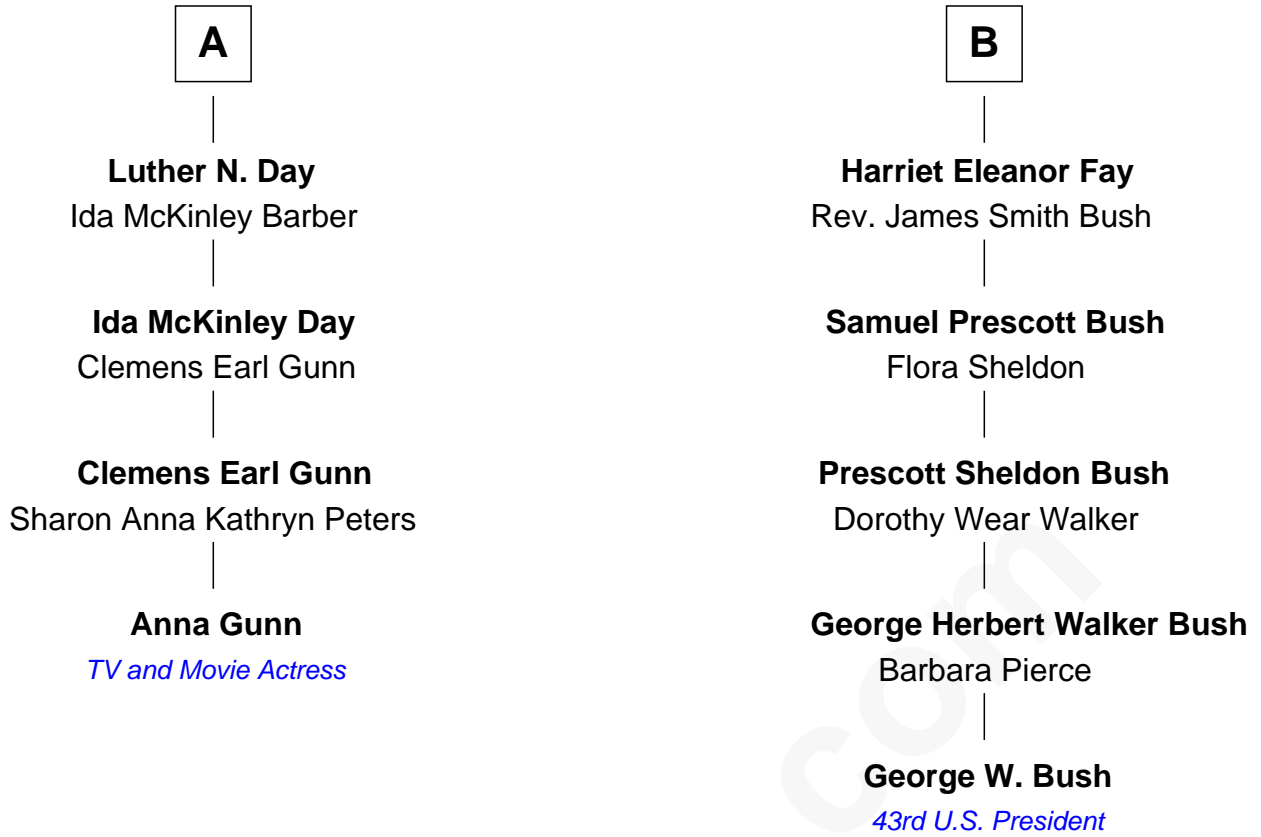 A
Luther N. Day
Ida McKinley Barber
Ida McKinley Day
Clemens Earl Gunn
Clemens Earl Gunn
Sharon Anna Kathryn Peters
Anna Gunn
TV and Movie Actress
B
Harriet Eleanor Fay
Rev. James Smith Bush
Samuel Prescott Bush
Flora Sheldon
Prescott Sheldon Bush
Dorothy Wear Walker
George Herbert Walker Bush
Barbara Pierce
George W. Bush
43rd U.S. President
com